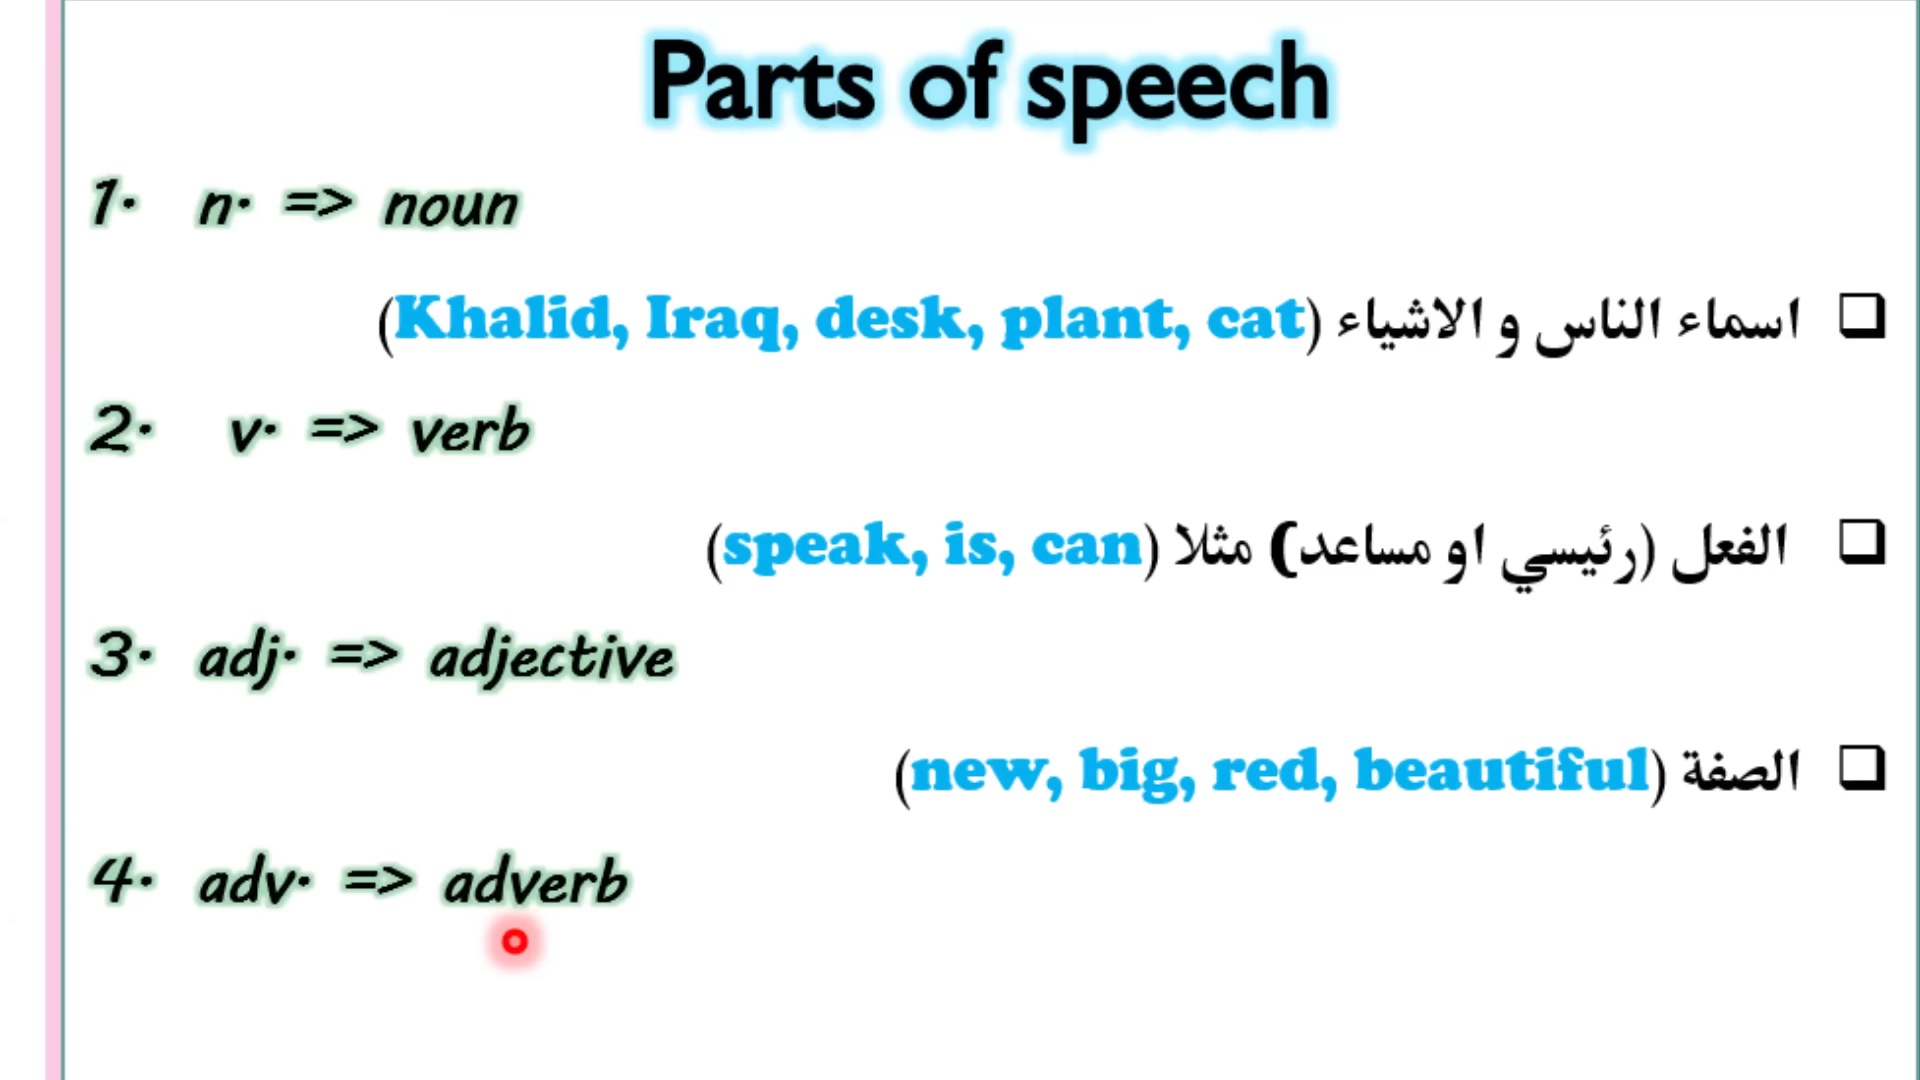 Parts of speech
1. n. => noun
❑ اسماء الناس و الاشياء (Khalid, Iraq, desk, plant, cat)
2. v. => verb
❑ الفعل (رئيسي او مساعد) مثلا (speak, is, can)
3. adj. => adjective
❑ الصفة (new, big, red, beautiful)
4. adv. => adverb